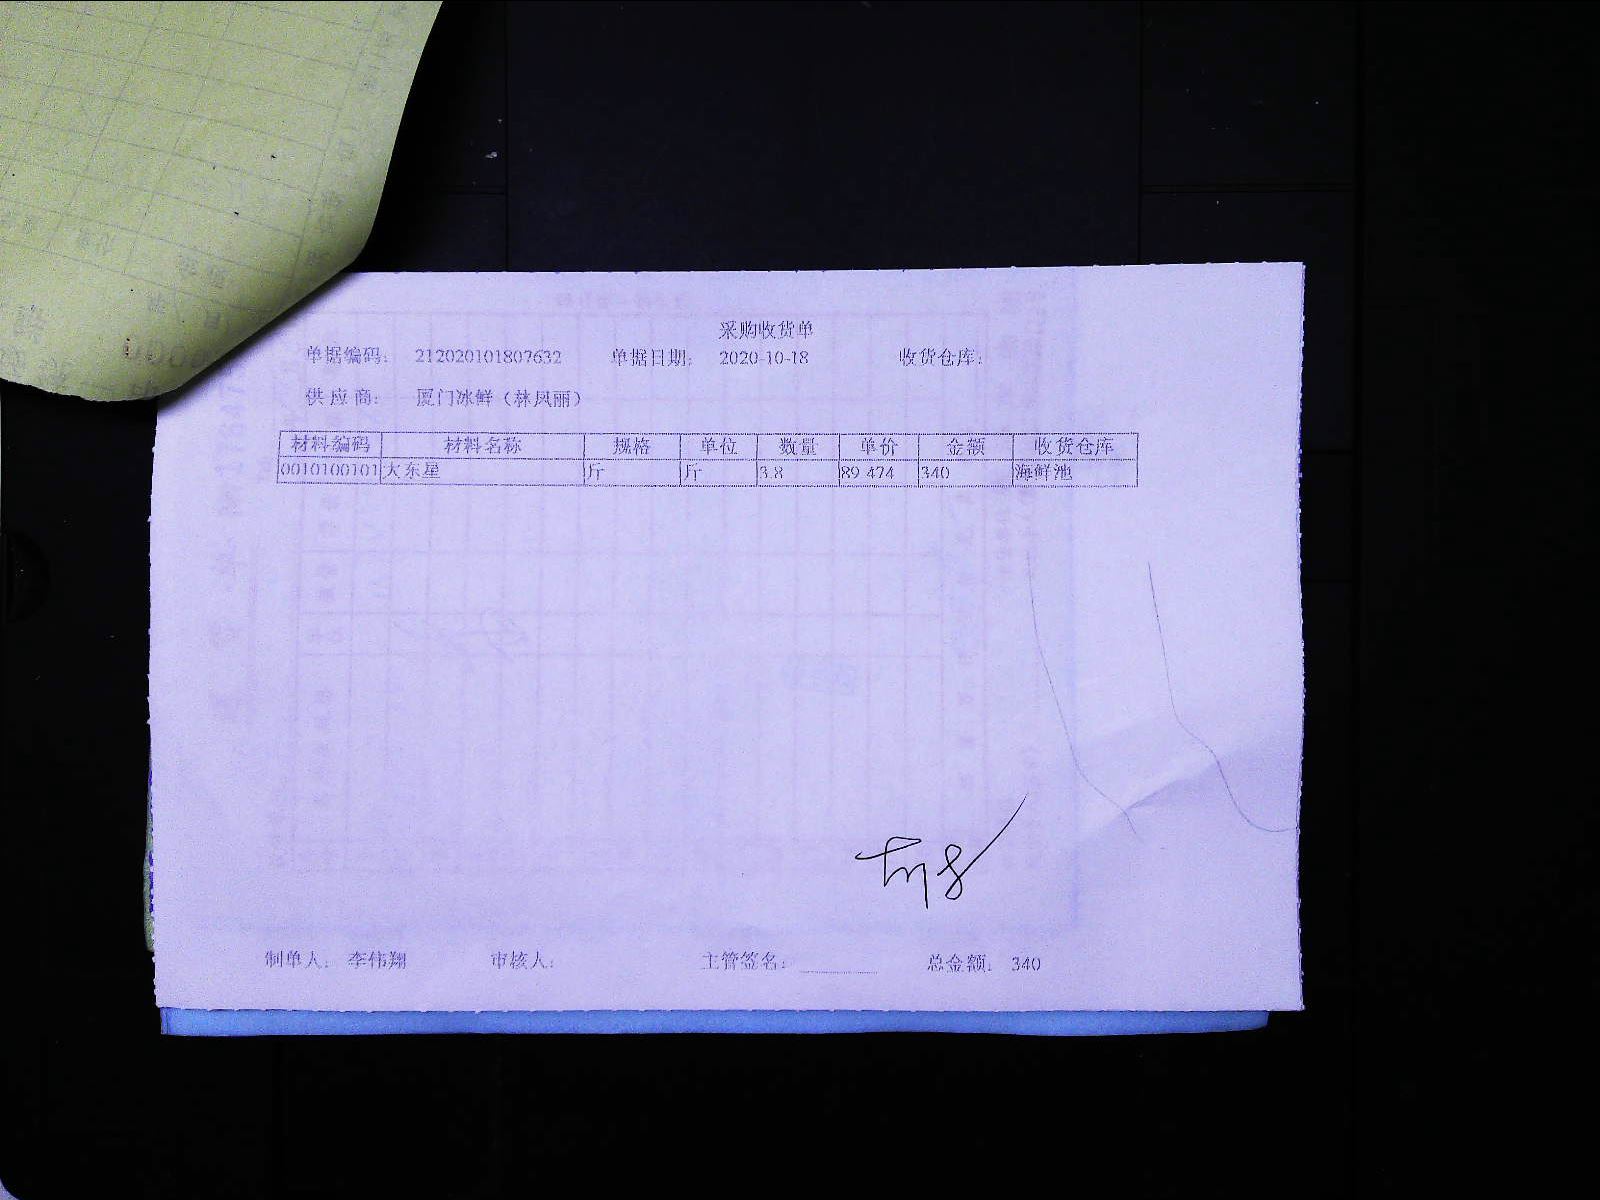 采购收货单
单据编码： 212020101807632 单据日期： 2020-10-18 收货仓库：
供应商： 厦门冰鲜（林凤丽）
材料编码 材料名称 规格 单位 数量 单价 金额 收货仓库
0010100101 大东星 斤 斤 3.8 89.474 340 海鲜池
制单人： 李伟翔 审核人： 主管签名： 总金额： 340